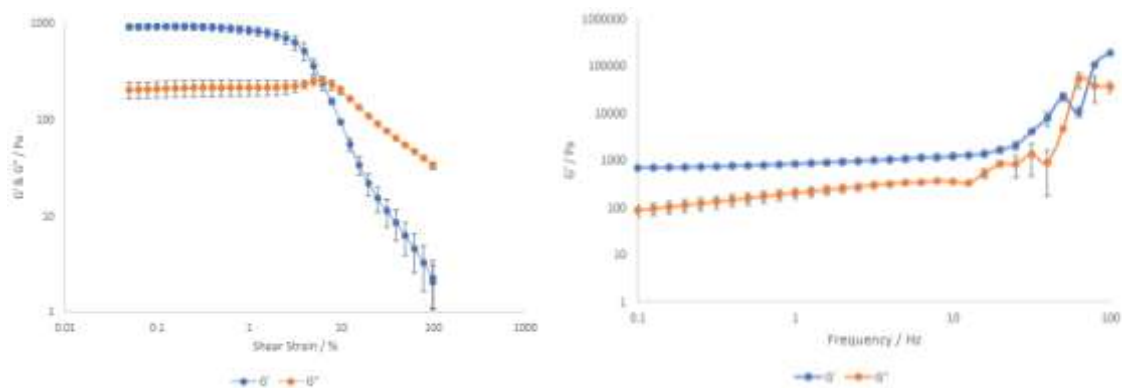 1000
100
10
1
G' & G'' / Pa
0.01 0.1 1 10 100 1000
Shear Strain / %
G' G''
1000000
100000
10000
1000
100
10
1
G'' / Pa
0.1 1 10 100
Frequency / Hz
G' G''